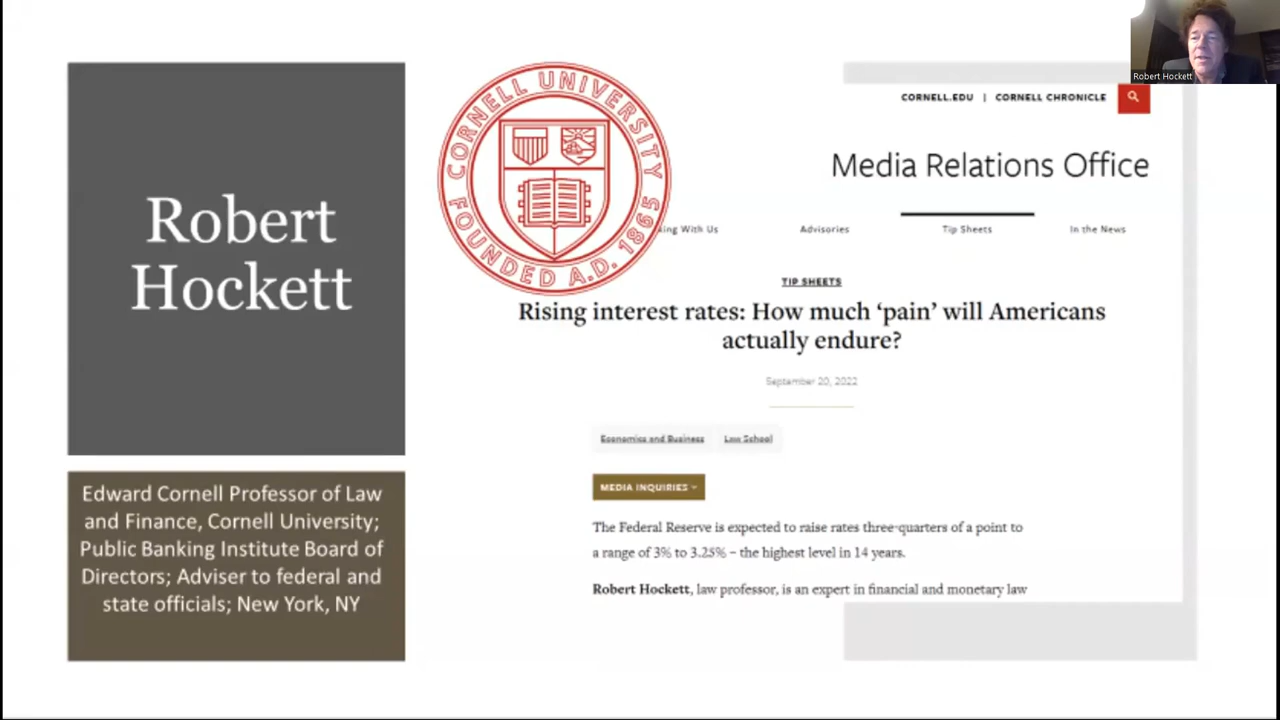 Robert
Hockett
Edward Cornell Professor of Law
and Finance, Cornell University;
Public Banking Institute Board of
Directors; Adviser to federal and
state officials; New York, NY
CORNELL UNIVERSITY
FOUNDED A.D. 1865
Robert Hockett
CORNELL.EDU | CORNELL CHRONICLE
Media Relations Office
With Us Advisories Tip Sheets In the News
TIP SHEETS
Rising interest rates: How much ‘pain’ will Americans
actually endure?
September 20, 2022
Economics and Business Law School
MEDIA INQUIRIES
The Federal Reserve is expected to raise rates three-quarters of a point to
a range of 3% to 3.25% – the highest level in 14 years.
Robert Hockett, law professor, is an expert in financial and monetary law